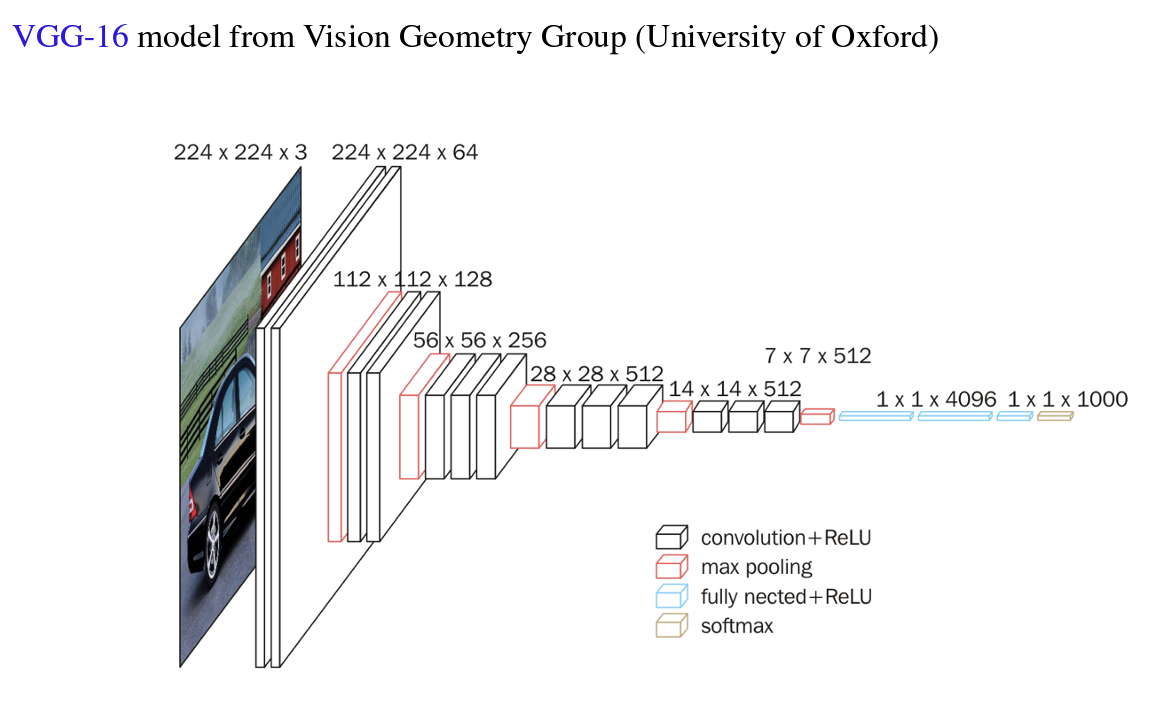 VGG-16 model from Vision Geometry Group (University of Oxford)
224 x 224 x 3
224 x 224 x 64
112 x 112 x 128
56 x 56 x 256
28 x 28 x 512
14 x 14 x 512
7 x 7 x 512
1 x 1 x 4096
1 x 1 x 1000
convolution+ReLU
max pooling
fully nected+ReLU
softmax